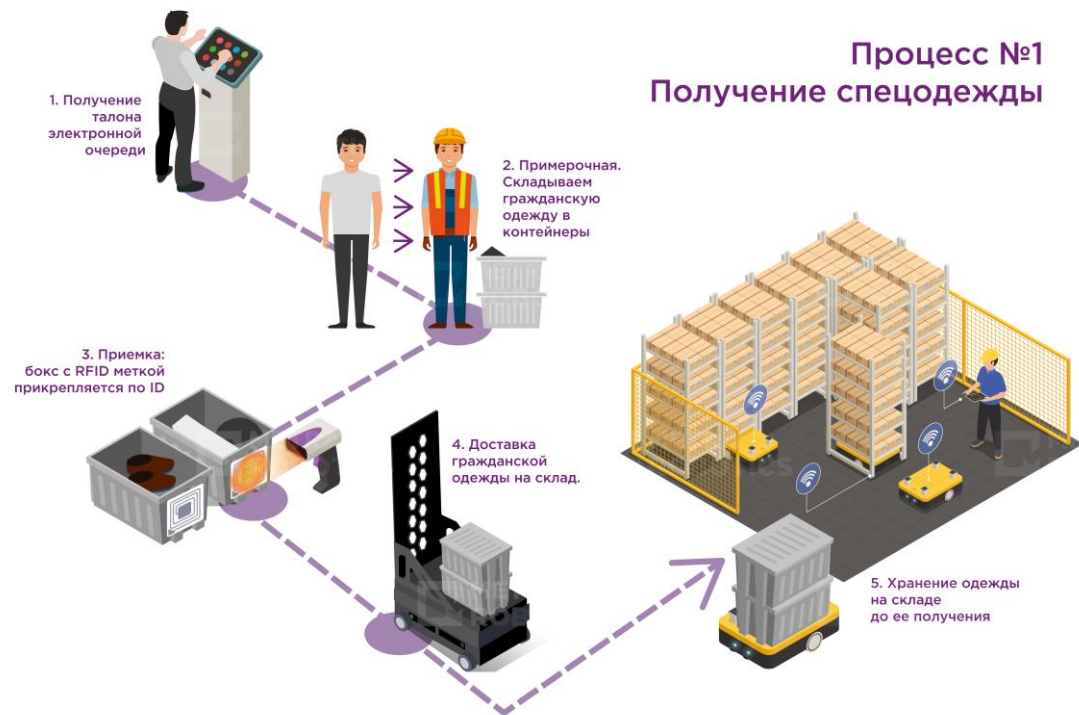 Процесс №1
Получение спецодежды
1. Получение
талона
электронной
очереди
2. Примерочная.
Складываем
гражданскую
одежду в
контейнеры
3. Приемка:
бокс с RFID меткой
прикрепляется по ID
4. Доставка
гражданской
одежды на склад.
5. Хранение одежды
на складе
до ее получения